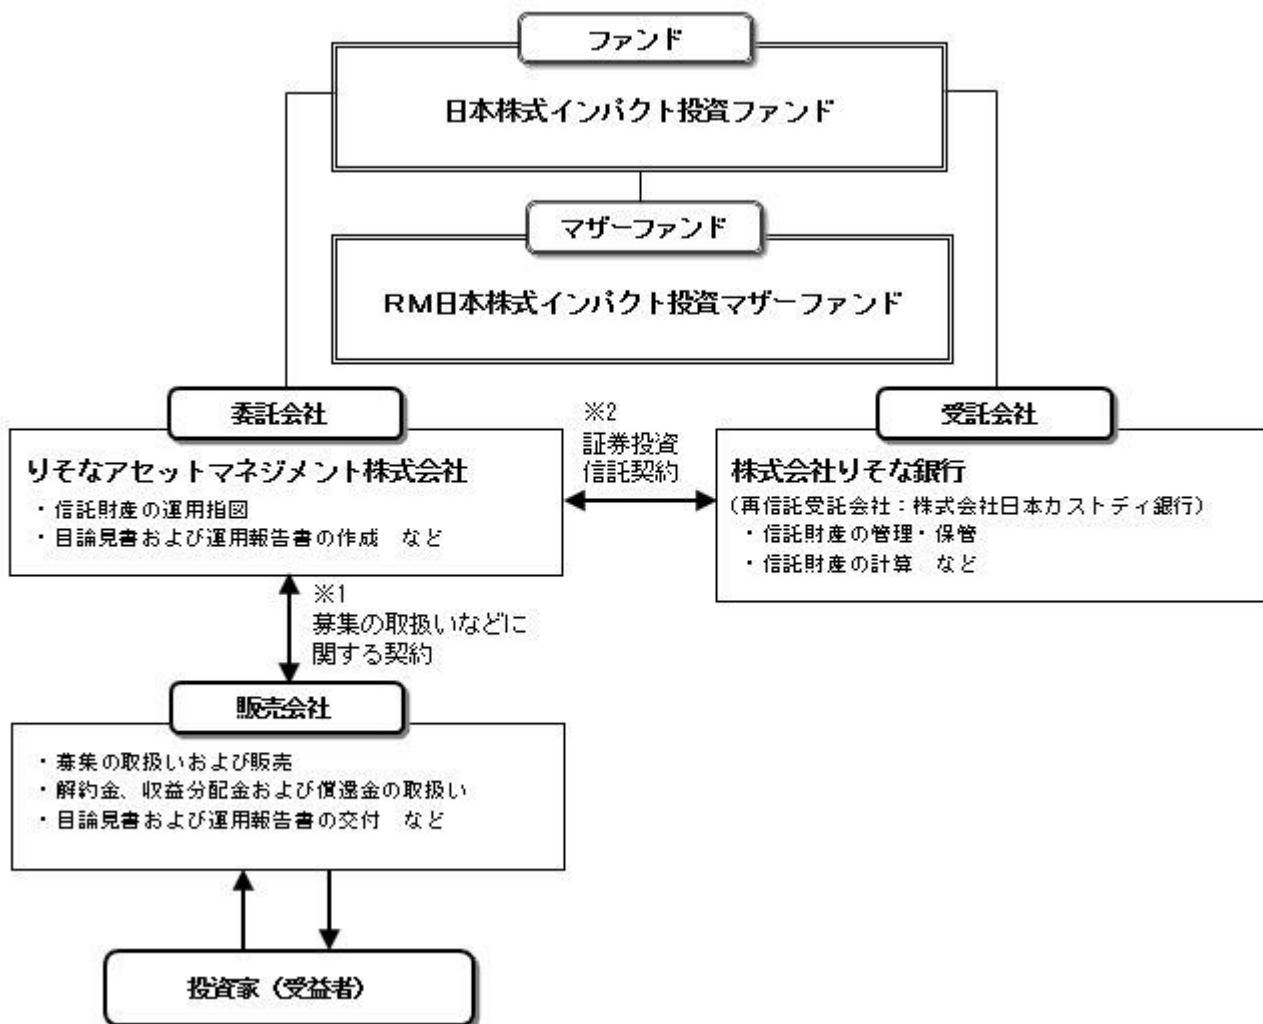 ファンド
日本株式インパクト投資ファンド
マザーファンド
RM日本株式インパクト投資マザーファンド
委託会社
りそなアセットマネジメント株式会社
・信託財産の運用指図
・目論見書および運用報告書の作成　など
※2
証券投資
信託契約
受託会社
株式会社りそな銀行
(再信託受託会社：株式会社日本カストディ銀行)
・信託財産の管理・保管
・信託財産の計算　など
※1
募集の取扱いなどに
関する契約
販売会社
・募集の取扱いおよび販売
・解約金、収益分配金および償還金の取扱い
・目論見書および運用報告書の交付　など
投資家（受益者）